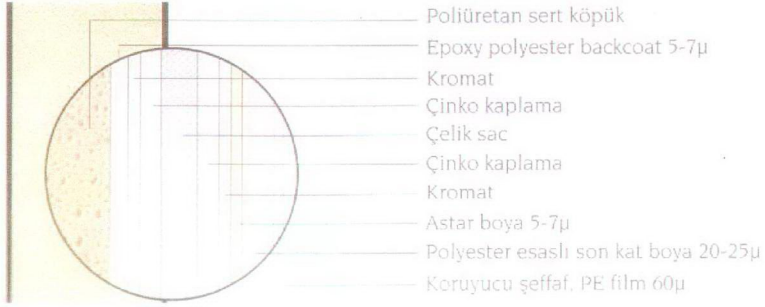 Poliüretan sert köpük
Epoxy polyester backcoat 5-7µ
Kromat
Çinko kaplama
Çelik sac
Çinko kaplama
Kromat
Astar boya 5-7µ
Polyester esaslı son kat boya 20-25µ
Koruyucu şeffaf, PE film 60µ